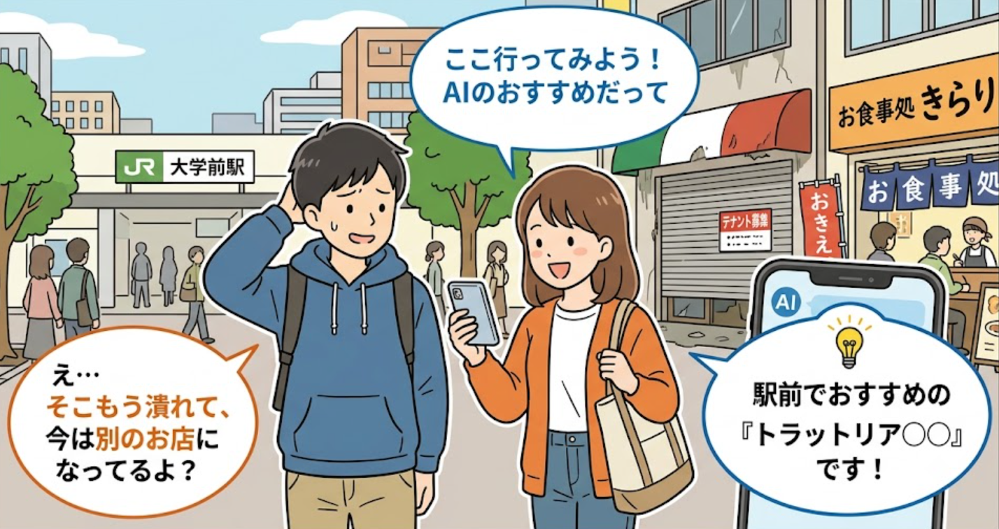 ここ行ってみよう！
AIのおすすめだって
JR 大学前駅
お食事処 きらり
お食事処
テナント募集
おきえ
AI
え…
そこもう潰れて、
今は別のお店に
なってるよ？
駅前でおすすめの
『トラットリア○○』
です！